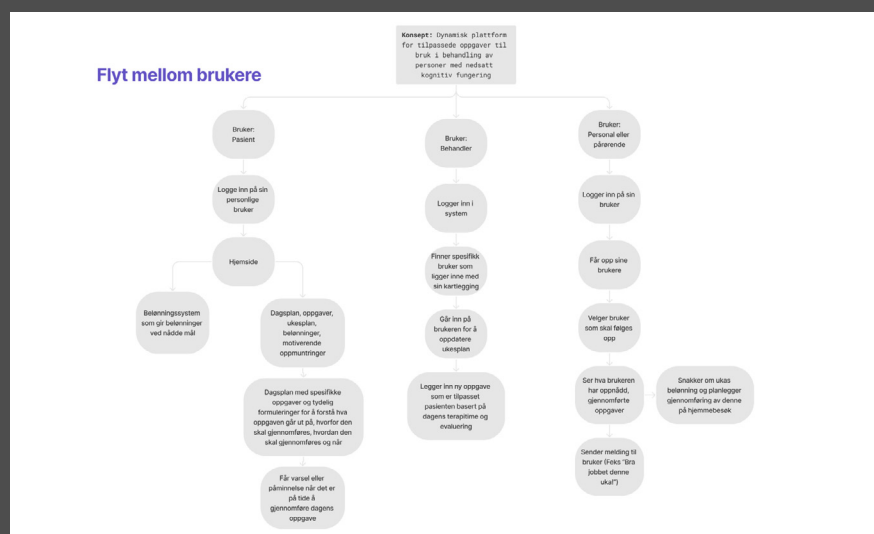 Konsept: Dynamisk plattform
for tilpassede oppgaver til
bruk i behandling av
personer med nedsatt
kognitiv fungering
Flyt mellom brukere
Bruker:
Pasient
Logge inn på sin
personlige
bruker
Hjemside
Belønningssystem
som gir belønninger
ved nådde mål
Dagsplan, oppgaver,
ukesplan,
belønninger,
motiverende
oppmuntringer
Dagsplan med spesifikke
oppgaver og tydelig
formuleringer for å forstå hva
oppgaven går ut på, hvorfor den
skal gjennomføres, hvordan den
skal gjennomføres og når
Får varsel eller
påminnelse når det er
på tide å
gjennomføre dagens
oppgave
Bruker:
Behandler
Logger inn i
system
Finner spesifikk
bruker som
ligger inne med
sin kartlegging
Går inn på
brukeren for å
oppdatere
ukesplan
Legger inn ny oppgave
som er tilpasset
pasienten basert på
dagens terapitime og
evaluering
Bruker:
Personal eller
pårørende
Logger inn på sin
bruker
Får opp sine
brukere
Velger bruker
som skal følges
opp
Ser hva brukeren
har oppnådd,
gjennomførte
oppgaver
Snakker om ukas
belønning og planlegger
gjennomføring av denne
på hjemmebesøk
Sender melding til
bruker (Feks "Bra
jobbet denne
uka!")